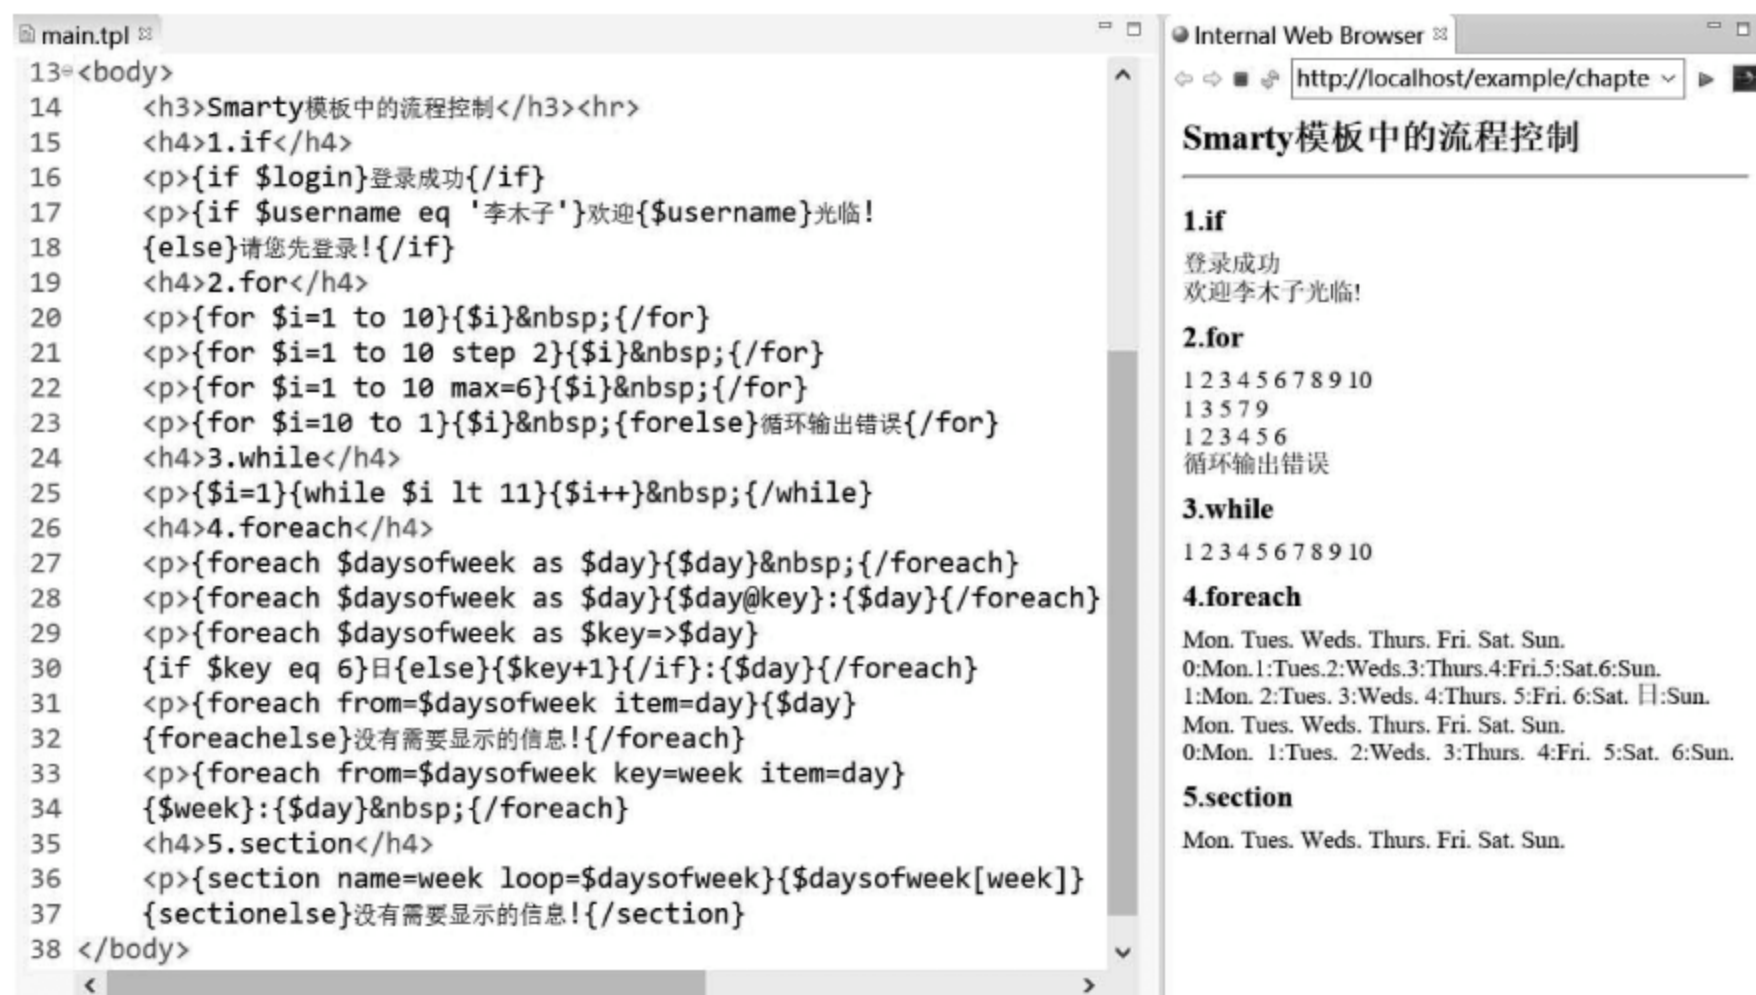 main.tpl
13 <body>
14 <h3>Smarty模板中的流程控制</h3><hr>
15 <h4>1.if</h4>
16 <p>{if $login}登录成功{/if}
17 <p>{if $username eq '李木子'}欢迎{$username}光临!
18 {else}请您先登录!{/if}
19 <h4>2.for</h4>
20 <p>{for $i=1 to 10}{$i}&nbsp;{/for}
21 <p>{for $i=1 to 10 step 2}{$i}&nbsp;{/for}
22 <p>{for $i=1 to 10 max=6}{$i}&nbsp;{/for}
23 <p>{for $i=10 to 1}{$i}&nbsp;{forelse}循环输出错误{/for}
24 <h4>3.while</h4>
25 <p>{$i=1}{while $i lt 11}{$i++}&nbsp;{/while}
26 <h4>4.foreach</h4>
27 <p>{foreach $daysofweek as $day}{$day}&nbsp;{/foreach}
28 <p>{foreach $daysofweek as $day}{$day@key}:{$day}{/foreach}
29 <p>{foreach $daysofweek as $key=>$day}
30 {if $key eq 6}日{else}{$key+1}{/if}:{$day}{/foreach}
31 <p>{foreach from=$daysofweek item=day}{$day}
32 {foreachelse}没有需要显示的信息!{/foreach}
33 <p>{foreach from=$daysofweek key=week item=day}
34 {$week}:{$day}&nbsp;{/foreach}
35 <h4>5.section</h4>
36 <p>{section name=week loop=$daysofweek}{$daysofweek[week]}
37 {sectionelse}没有需要显示的信息!{/section}
38 </body>
Internal Web Browser
http://localhost/example/chapte
Smarty模板中的流程控制
1.if
登录成功
欢迎李木子光临!
2.for
1 2 3 4 5 6 7 8 9 10
1 3 5 7 9
1 2 3 4 5 6
循环输出错误
3.while
1 2 3 4 5 6 7 8 9 10
4.foreach
Mon. Tues. Weds. Thurs. Fri. Sat. Sun.
0:Mon.1:Tues.2:Weds.3:Thurs.4:Fri.5:Sat.6:Sun.
1:Mon. 2:Tues. 3:Weds. 4:Thurs. 5:Fri. 6:Sat. 日:Sun.
Mon. Tues. Weds. Thurs. Fri. Sat. Sun.
0:Mon. 1:Tues. 2:Weds. 3:Thurs. 4:Fri. 5:Sat. 6:Sun.
5.section
Mon. Tues. Weds. Thurs. Fri. Sat. Sun.